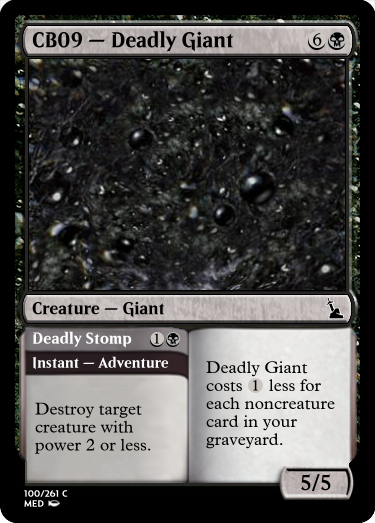 CB09 — Deadly Giant 6
Creature — Giant
Deadly Stomp 1
Instant — Adventure
Destroy target
creature with
power 2 or less.
Deadly Giant
costs 1 less for
each noncreature
card in your
graveyard.
5/5
100/261 C
MED